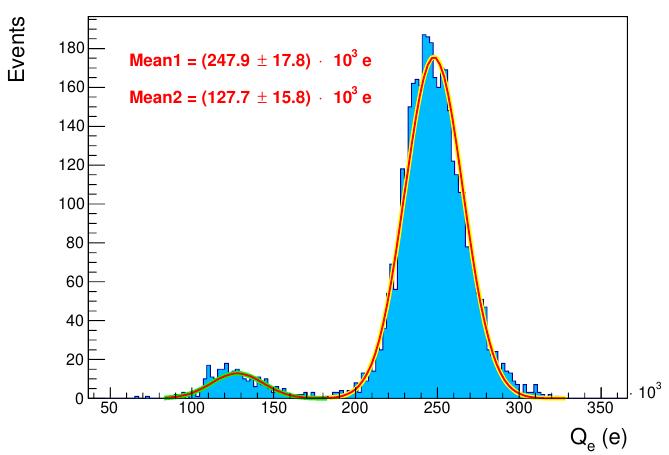 Events
Mean1 = (247.9 ± 17.8) · 10³ e
Mean2 = (127.7 ± 15.8) · 10³ e
180
160
140
120
100
80
60
40
20
0
50 100 150 200 250 300 350 · 10³
Qₑ (e)